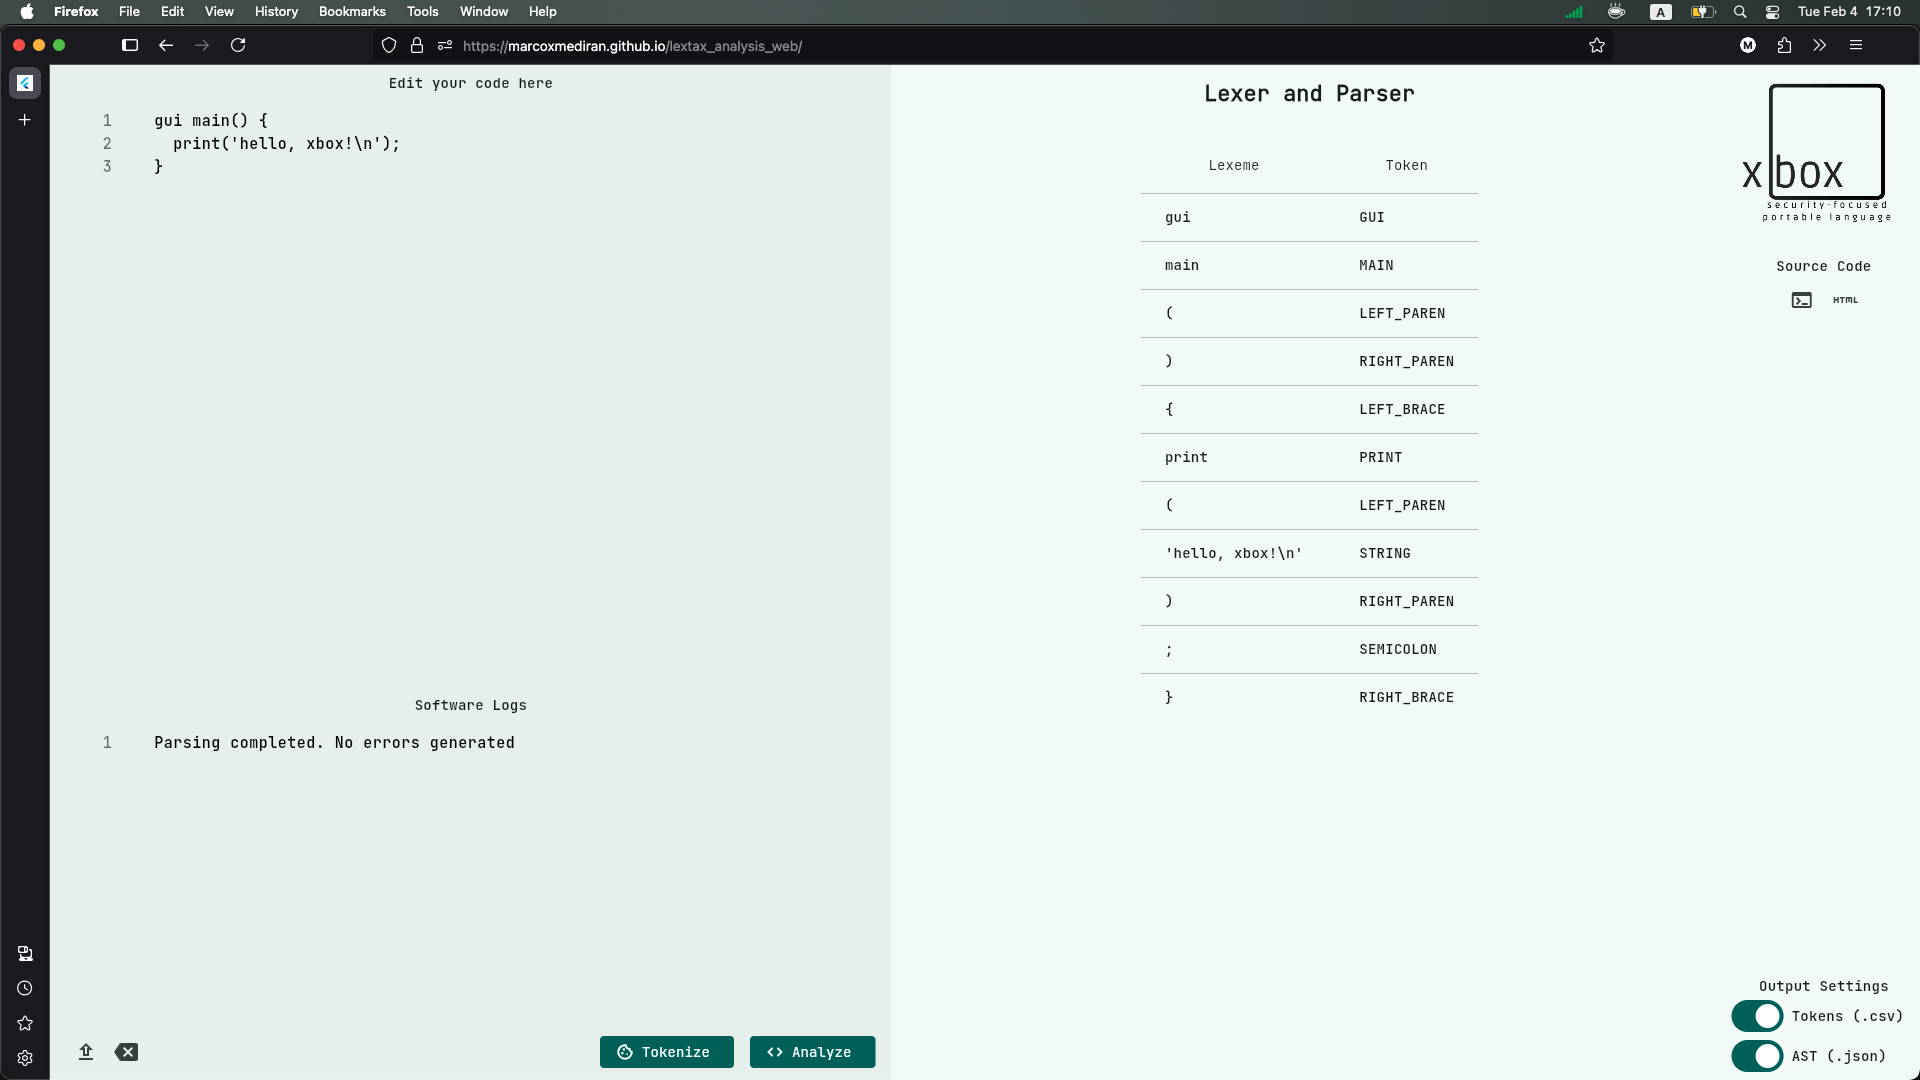 Firefox File Edit View History Bookmarks Tools Window Help A Tue Feb 4 17:10
https://marcoxmediran.github.io/lextax_analysis_web/ M
Edit your code here
1 gui main() {
2 print('hello, xbox!\n');
3 }
Software Logs
1 Parsing completed. No errors generated
Tokenize Analyze
Lexer and Parser
Lexeme Token
gui GUI
main MAIN
( LEFT_PAREN
) RIGHT_PAREN
{ LEFT_BRACE
print PRINT
( LEFT_PAREN
'hello, xbox!\n' STRING
) RIGHT_PAREN
; SEMICOLON
} RIGHT_BRACE
xbox
security-focused
portable language
Source Code
HTML
Output Settings
Tokens (.csv)
AST (.json)